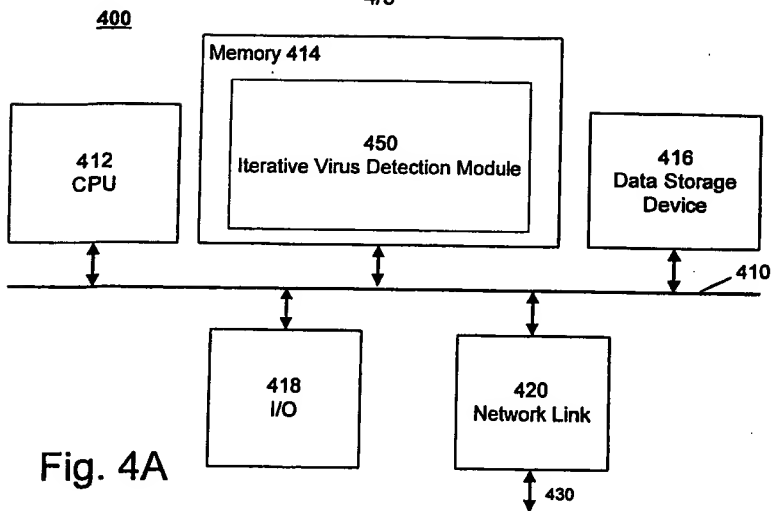 400
Memory 414
450
Iterative Virus Detection Module
412
CPU
416
Data Storage
Device
410
418
I/O
420
Network Link
Fig. 4A
430